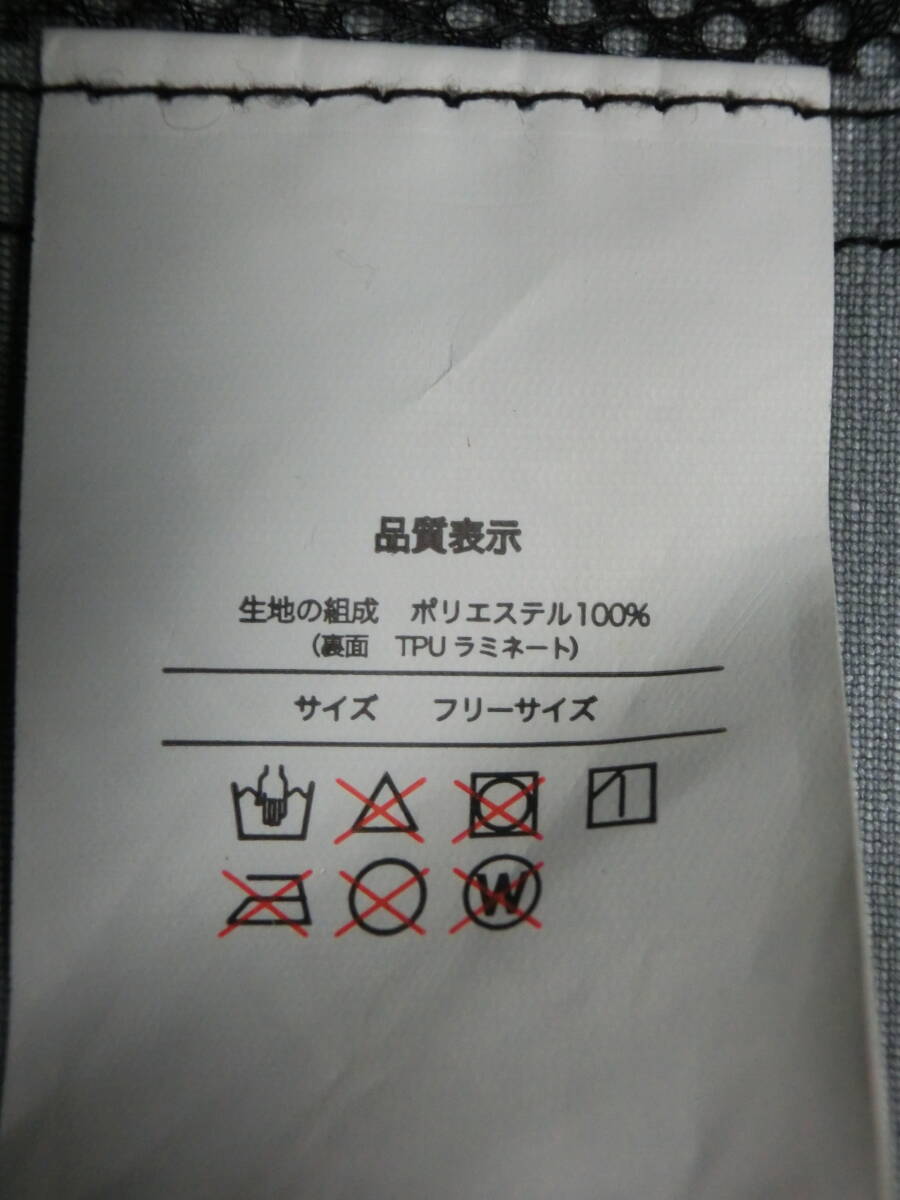 品質表示
生地の組成　ポリエステル100%
(裏面　TPU ラミネート)
サイズ　フリーサイズ
W